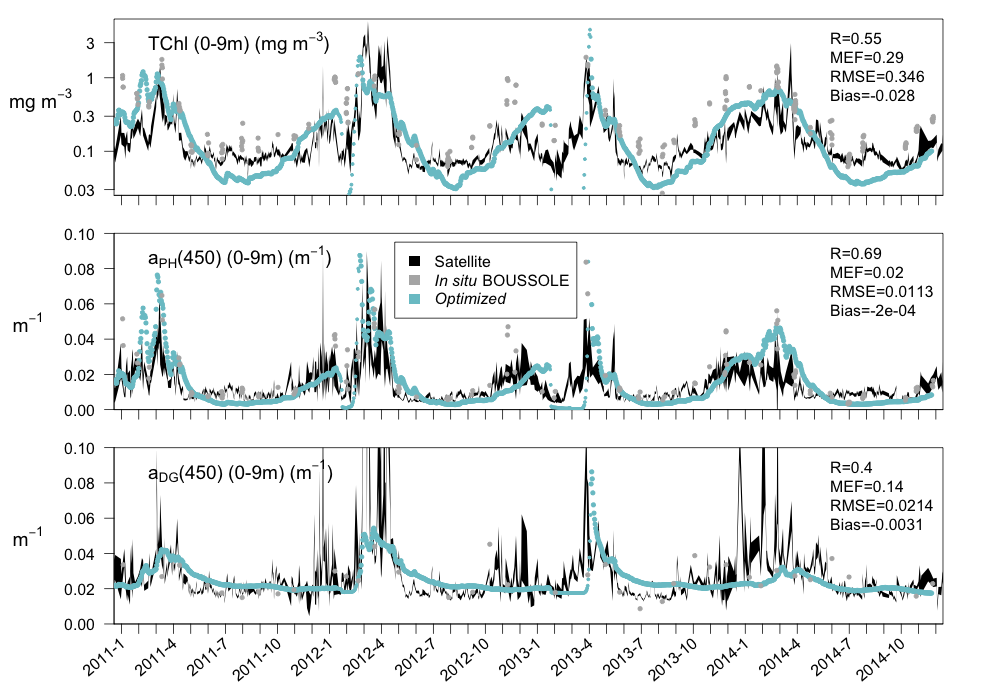 TChl (0-9m) (mg m−3)
R=0.55
MEF=0.29
RMSE=0.346
Bias=-0.028
mg m−3
3
1
0.3
0.1
0.03
aPH(450) (0-9m) (m−1)
Satellite
In situ BOUSSOLE
Optimized
R=0.69
MEF=0.02
RMSE=0.0113
Bias=-2e-04
m−1
0.10
0.08
0.06
0.04
0.02
0.00
aDG(450) (0-9m) (m−1)
R=0.4
MEF=0.14
RMSE=0.0214
Bias=-0.0031
m−1
0.10
0.08
0.06
0.04
0.02
0.00
2011-1
2011-4
2011-7
2011-10
2012-1
2012-4
2012-7
2012-10
2013-1
2013-4
2013-7
2013-10
2014-1
2014-4
2014-7
2014-10